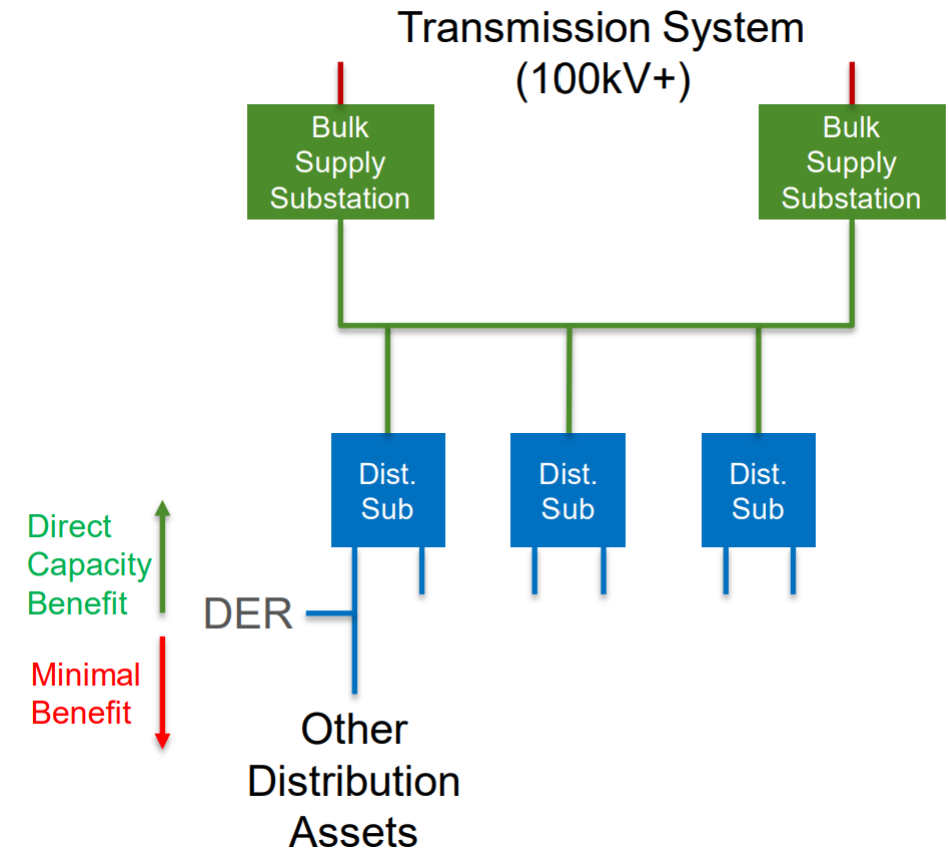 Transmission System
(100kV+)
Bulk
Supply
Substation
Bulk
Supply
Substation
Dist.
Sub
Dist.
Sub
Dist.
Sub
Direct
Capacity
Benefit
DER
Minimal
Benefit
Other
Distribution
Assets